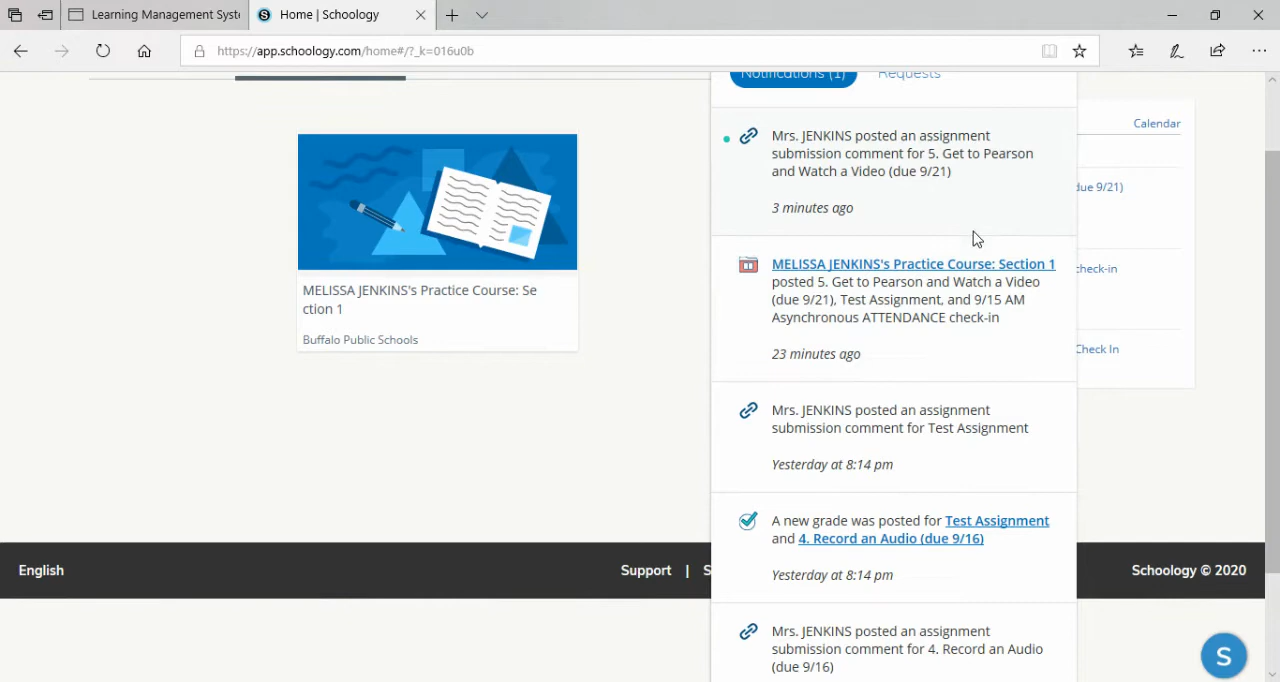 Learning Management Syste
S Home | Schoology
https://app.schoology.com/home#/?_k=016u0b
Notifications (1) Requests
MELISSA JENKINS's Practice Course: Se
ction 1
Buffalo Public Schools
Mrs. JENKINS posted an assignment
submission comment for 5. Get to Pearson
and Watch a Video (due 9/21)
3 minutes ago
MELISSA JENKINS's Practice Course: Section 1
posted 5. Get to Pearson and Watch a Video
(due 9/21), Test Assignment, and 9/15 AM
Asynchronous ATTENDANCE check-in
23 minutes ago
Mrs. JENKINS posted an assignment
submission comment for Test Assignment
Yesterday at 8:14 pm
A new grade was posted for Test Assignment
and 4. Record an Audio (due 9/16)
Yesterday at 8:14 pm
Mrs. JENKINS posted an assignment
submission comment for 4. Record an Audio
(due 9/16)
Calendar
due 9/21)
check-in
Check In
English
Support | S
Schoology © 2020
S